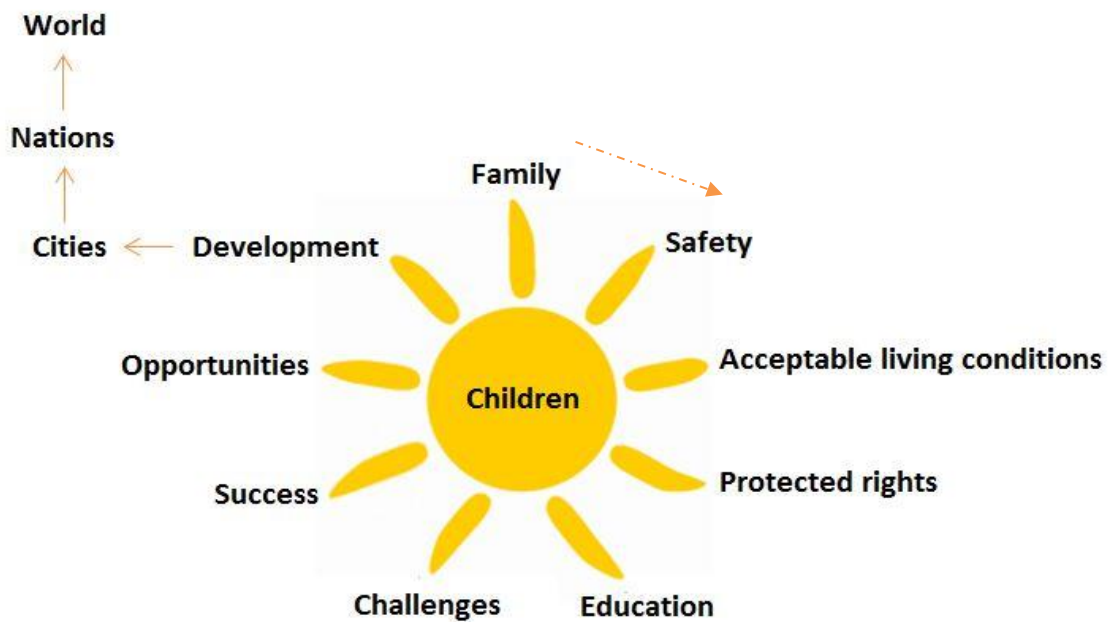 World
Nations
Family
Cities
Development
Safety
Opportunities
Acceptable living conditions
Children
Success
Protected rights
Challenges
Education